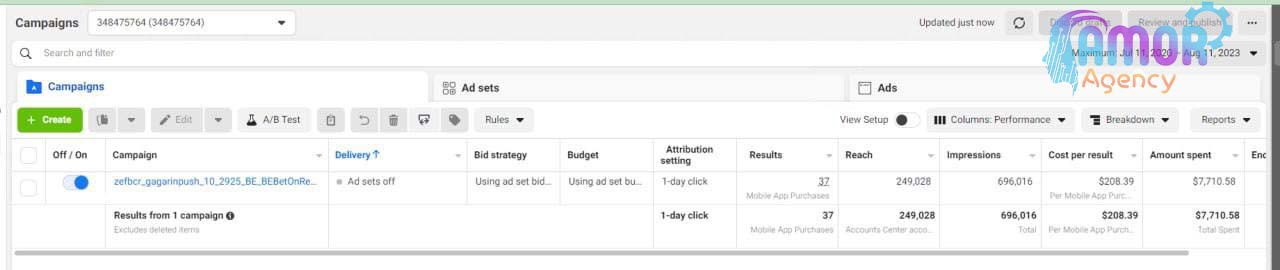 Campaigns 348475764 (348475764) Updated just now Discard drafts Review and publish
Search and filter Maximum: Jul 11, 2020 – Aug 11, 2023
AMOR
Agency
Campaigns Ad sets Ads
+ Create Edit A/B Test Rules View Setup Columns: Performance Breakdown Reports
Off / On Campaign Delivery ↑ Bid strategy Budget Attribution setting Results Reach Impressions Cost per result Amount spent
zefbcr_gagarinpush_10_2925_BE_BEBetOnRe... Ad sets off Using ad set bid... Using ad set bu... 1-day click 37 249,028 696,016 $208.39 $7,710.58
Mobile App Purchases Per Mobile App Purc...
Results from 1 campaign 1-day click 37 249,028 696,016 $208.39 $7,710.58
Excludes deleted items Mobile App Purchases Accounts Center acco... Total Per Mobile App Purch... Total Spent